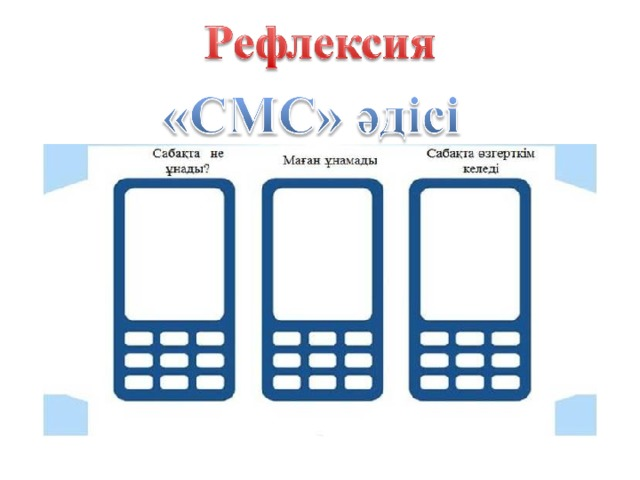 Рефлексия
«СМС» әдісі
Сабақта не
ұнады?
Маған ұнамады
Сабақта өзгерткім
келеді